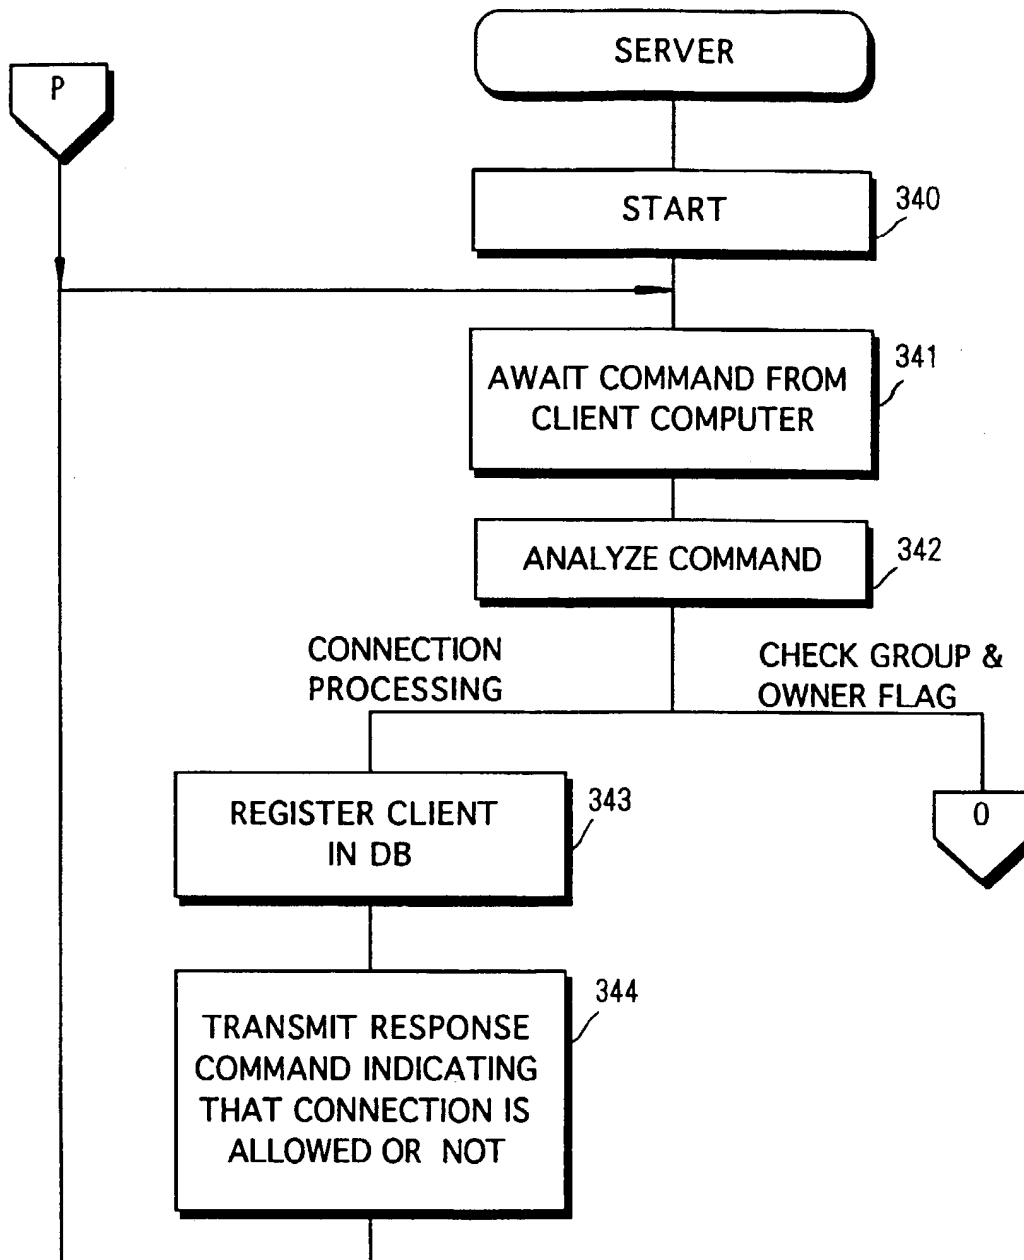 SERVER
P
START
340
AWAIT COMMAND FROM
CLIENT COMPUTER
341
ANALYZE COMMAND
342
CONNECTION
PROCESSING
CHECK GROUP &
OWNER FLAG
REGISTER CLIENT
IN DB
343
O
TRANSMIT RESPONSE
COMMAND INDICATING
THAT CONNECTION IS
ALLOWED OR NOT
344